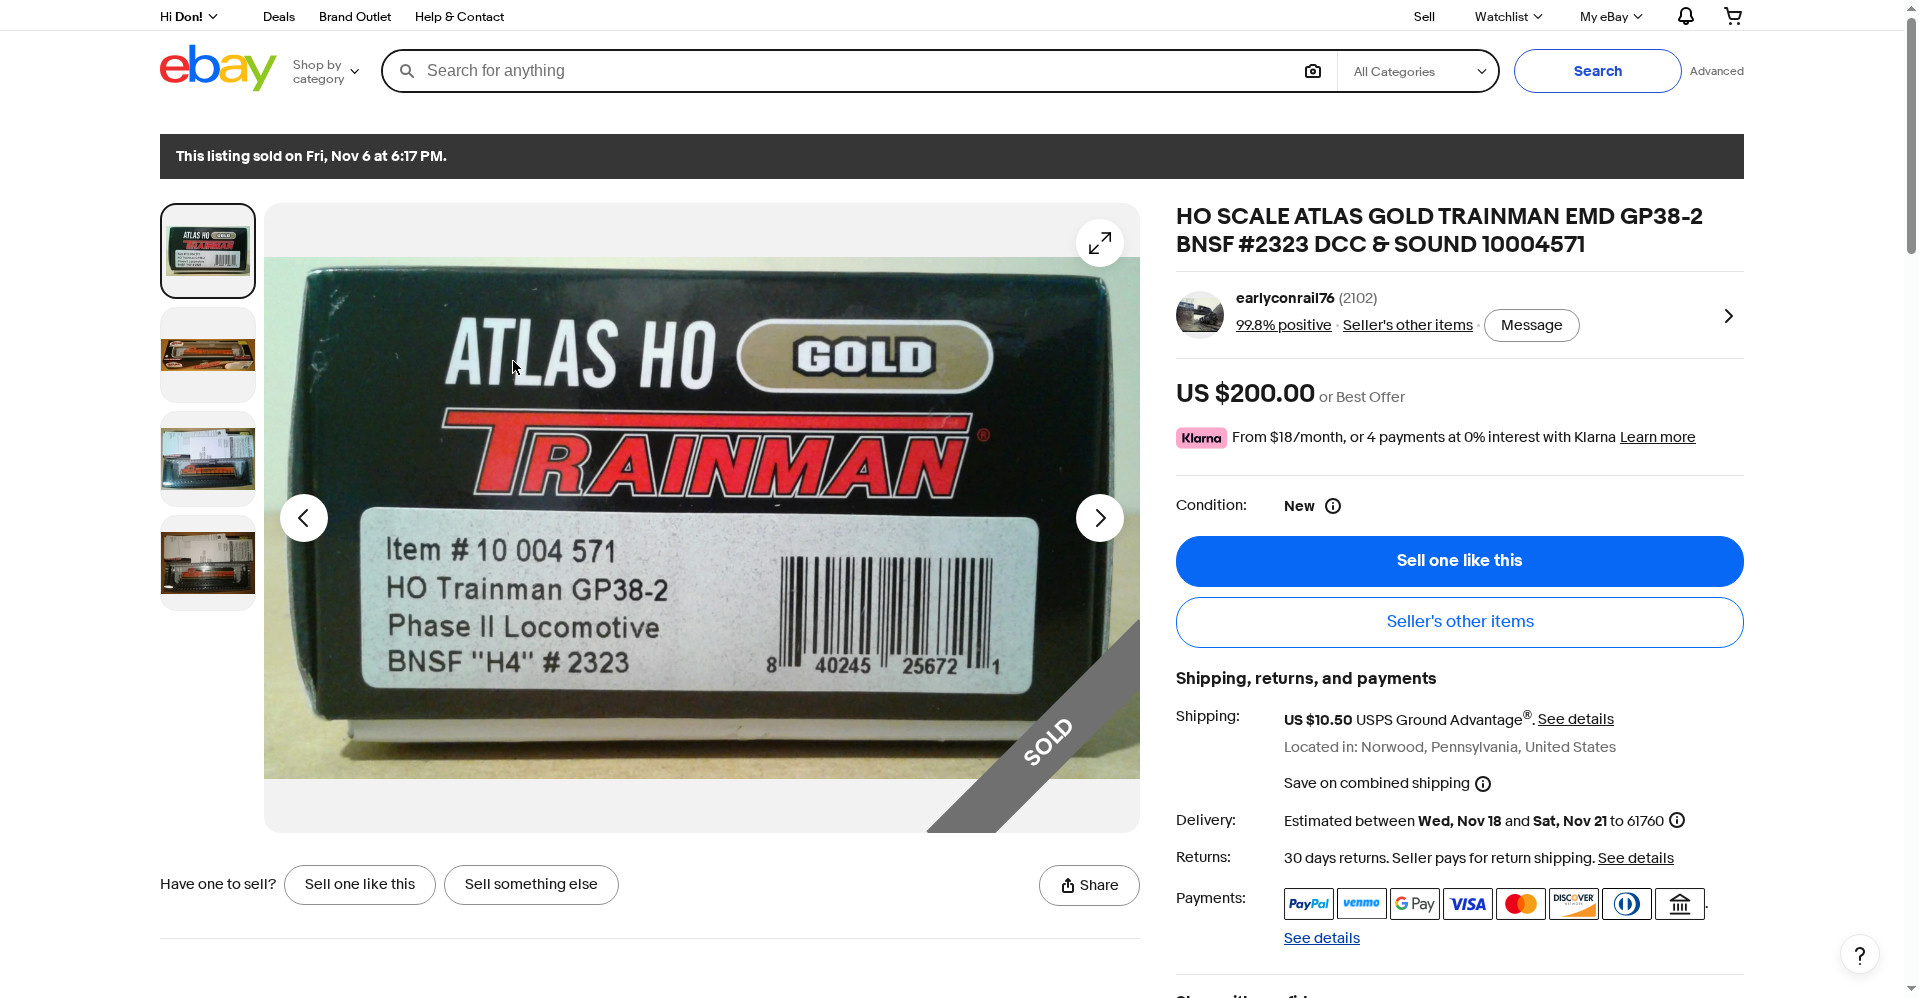 Hi Don!
Deals
Brand Outlet
Help & Contact
Sell
Watchlist
My eBay
ebay
Shop by
category
Search for anything
All Categories
Search
Advanced
This listing sold on Fri, Nov 6 at 6:17 PM.
ATLAS HO GOLD
TRAINMAN®
Item # 10 004 571
HO Trainman GP38-2
Phase II Locomotive
BNSF "H4" # 2323
8 40245 25672 1
SOLD
Have one to sell?
Sell one like this
Sell something else
Share
HO SCALE ATLAS GOLD TRAINMAN EMD GP38-2
BNSF #2323 DCC & SOUND 10004571
earlyconrail76 (2102)
99.8% positive · Seller's other items · Message
US $200.00 or Best Offer
Klarna From $18/month, or 4 payments at 0% interest with Klarna Learn more
Condition: New
Sell one like this
Seller's other items
Shipping, returns, and payments
Shipping: US $10.50 USPS Ground Advantage®. See details
Located in: Norwood, Pennsylvania, United States
Save on combined shipping
Delivery: Estimated between Wed, Nov 18 and Sat, Nov 21 to 61760
Returns: 30 days returns. Seller pays for return shipping. See details
Payments: PayPal venmo G Pay VISA DISCOVER
See details
?